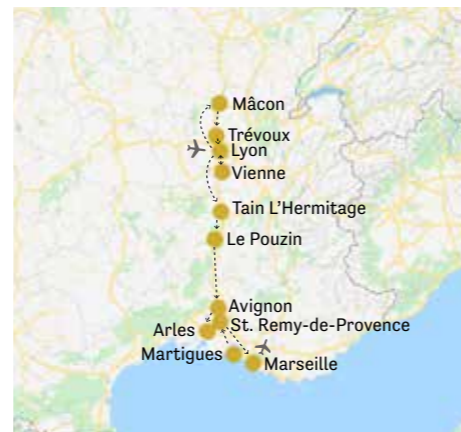 Mâcon
Trévoux
Lyon
Vienne
Tain L'Hermitage
Le Pouzin
Avignon
St. Remy-de-Provence
Arles
Martigues
Marseille